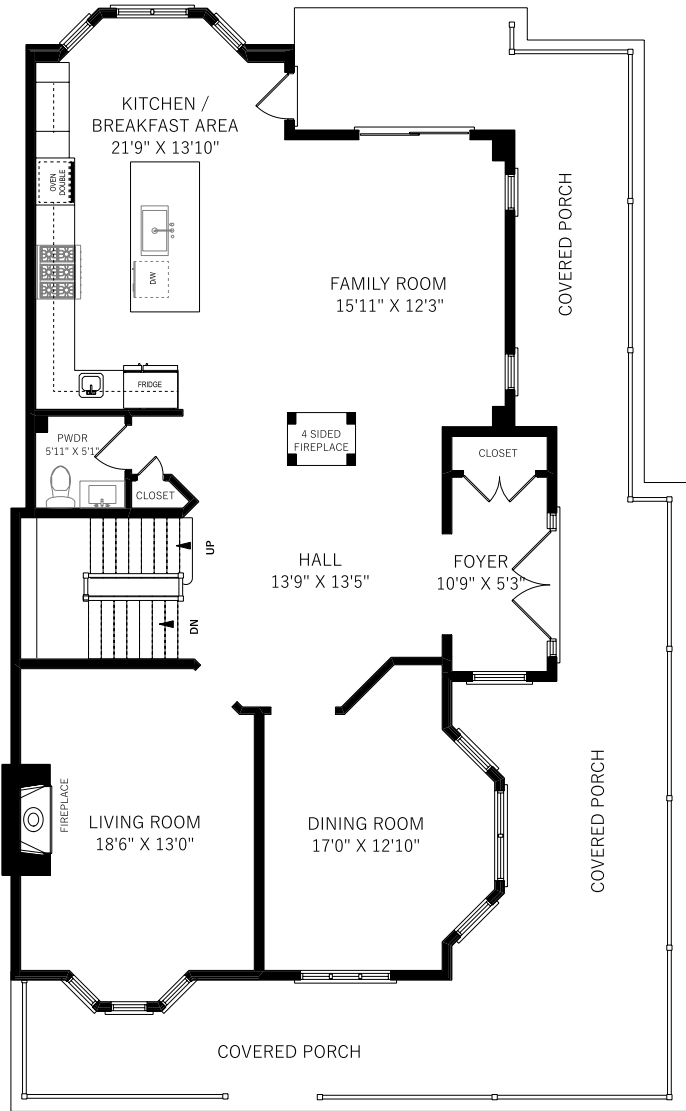 KITCHEN /
BREAKFAST AREA
21'9" X 13'10"
OVEN
DOUBLE
D/W
FAMILY ROOM
15'11" X 12'3"
COVERED PORCH
FRIDGE
4 SIDED
FIREPLACE
PWDR
5'11" X 5'1"
CLOSET
CLOSET
UP
HALL
13'9" X 13'5"
FOYER
10'9" X 5'3"
DN
FIREPLACE
LIVING ROOM
18'6" X 13'0"
DINING ROOM
17'0" X 12'10"
COVERED PORCH
COVERED PORCH